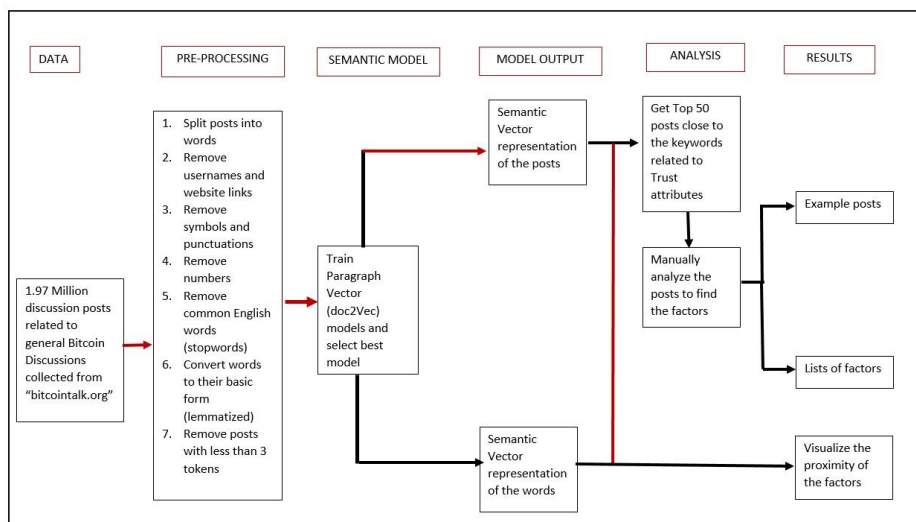 DATA
PRE-PROCESSING
SEMANTIC MODEL
MODEL OUTPUT
ANALYSIS
RESULTS
1.97 Million
discussion posts
related to
general Bitcoin
Discussions
collected from
“bitcointalk.org”
1. Split posts into
words
2. Remove
usernames and
website links
3. Remove
symbols and
punctuations
4. Remove
numbers
5. Remove
common English
words
(stopwords)
6. Convert words
to their basic
form
(lemmatized)
7. Remove posts
with less than 3
tokens
Train
Paragraph
Vector
(doc2Vec)
models and
select best
model
Semantic
Vector
representation
of the posts
Semantic
Vector
representation
of the words
Get Top 50
posts close to
the keywords
related to
Trust
attributes
Manually
analyze the
posts to find
the factors
Example posts
Lists of factors
Visualize the
proximity of
the factors